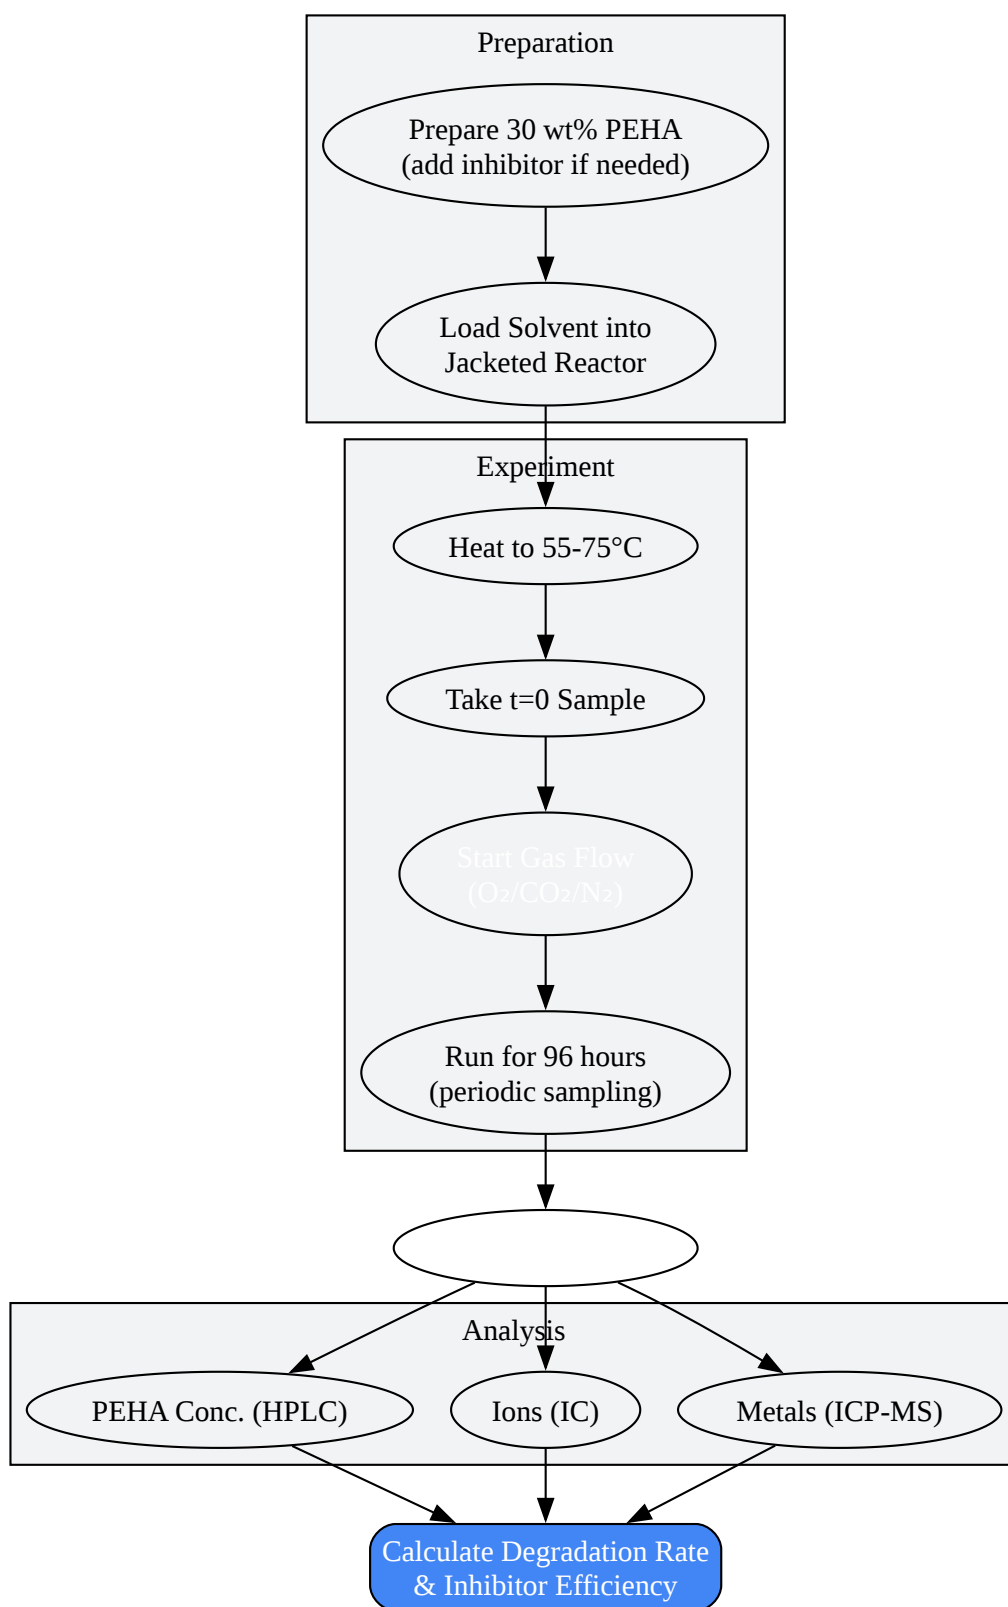 Preparation
Prepare 30 wt% PEHA
(add inhibitor if needed)
Load Solvent into
Jacketed Reactor
Experiment
Heat to 55-75°C
Take t=0 Sample
Start Gas Flow
(O₂/CO₂/N₂)
Run for 96 hours
(periodic sampling)
Analysis
PEHA Conc. (HPLC)
Ions (IC)
Metals (ICP-MS)
Calculate Degradation Rate
& Inhibitor Efficiency